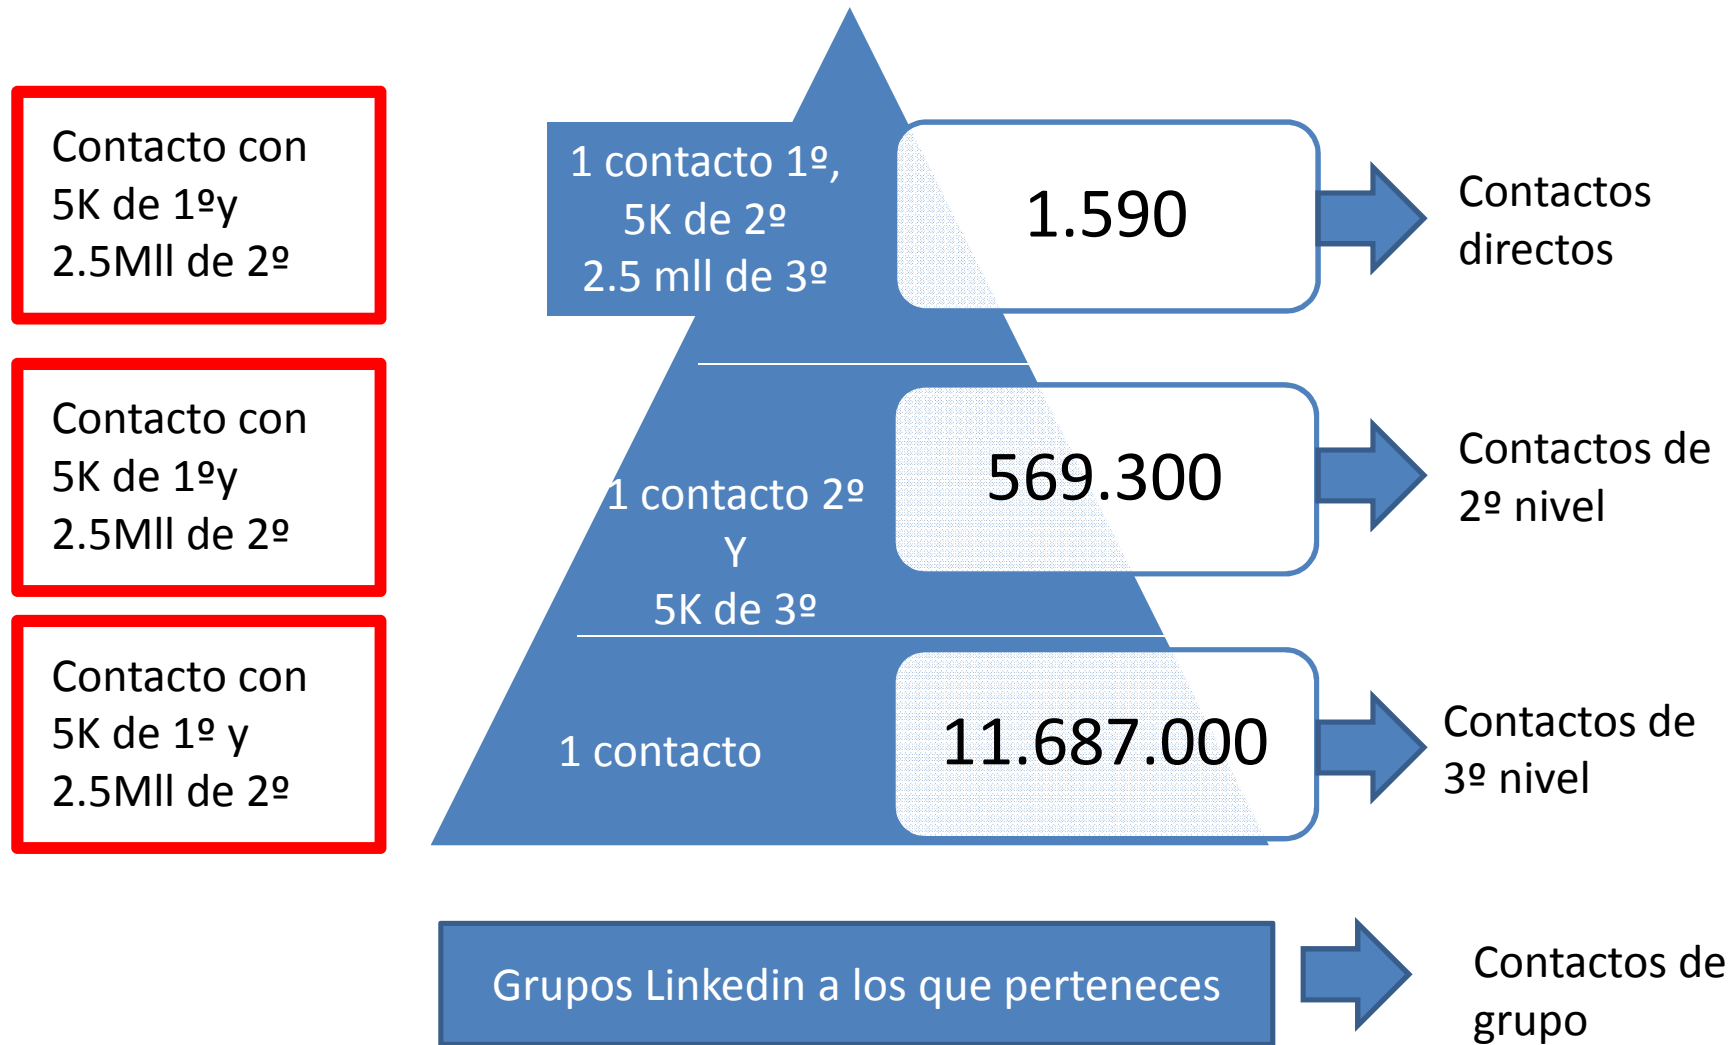 Contacto con
5K de 1ºy
2.5Mll de 2º
1 contacto 1º,
5K de 2º
2.5 mll de 3º
1.590
Contactos
directos
Contacto con
5K de 1ºy
2.5Mll de 2º
1 contacto 2º
Y
5K de 3º
569.300
Contactos de
2º nivel
Contacto con
5K de 1º y
2.5Mll de 2º
1 contacto
11.687.000
Contactos de
3º nivel
Grupos Linkedin a los que perteneces
Contactos de
grupo